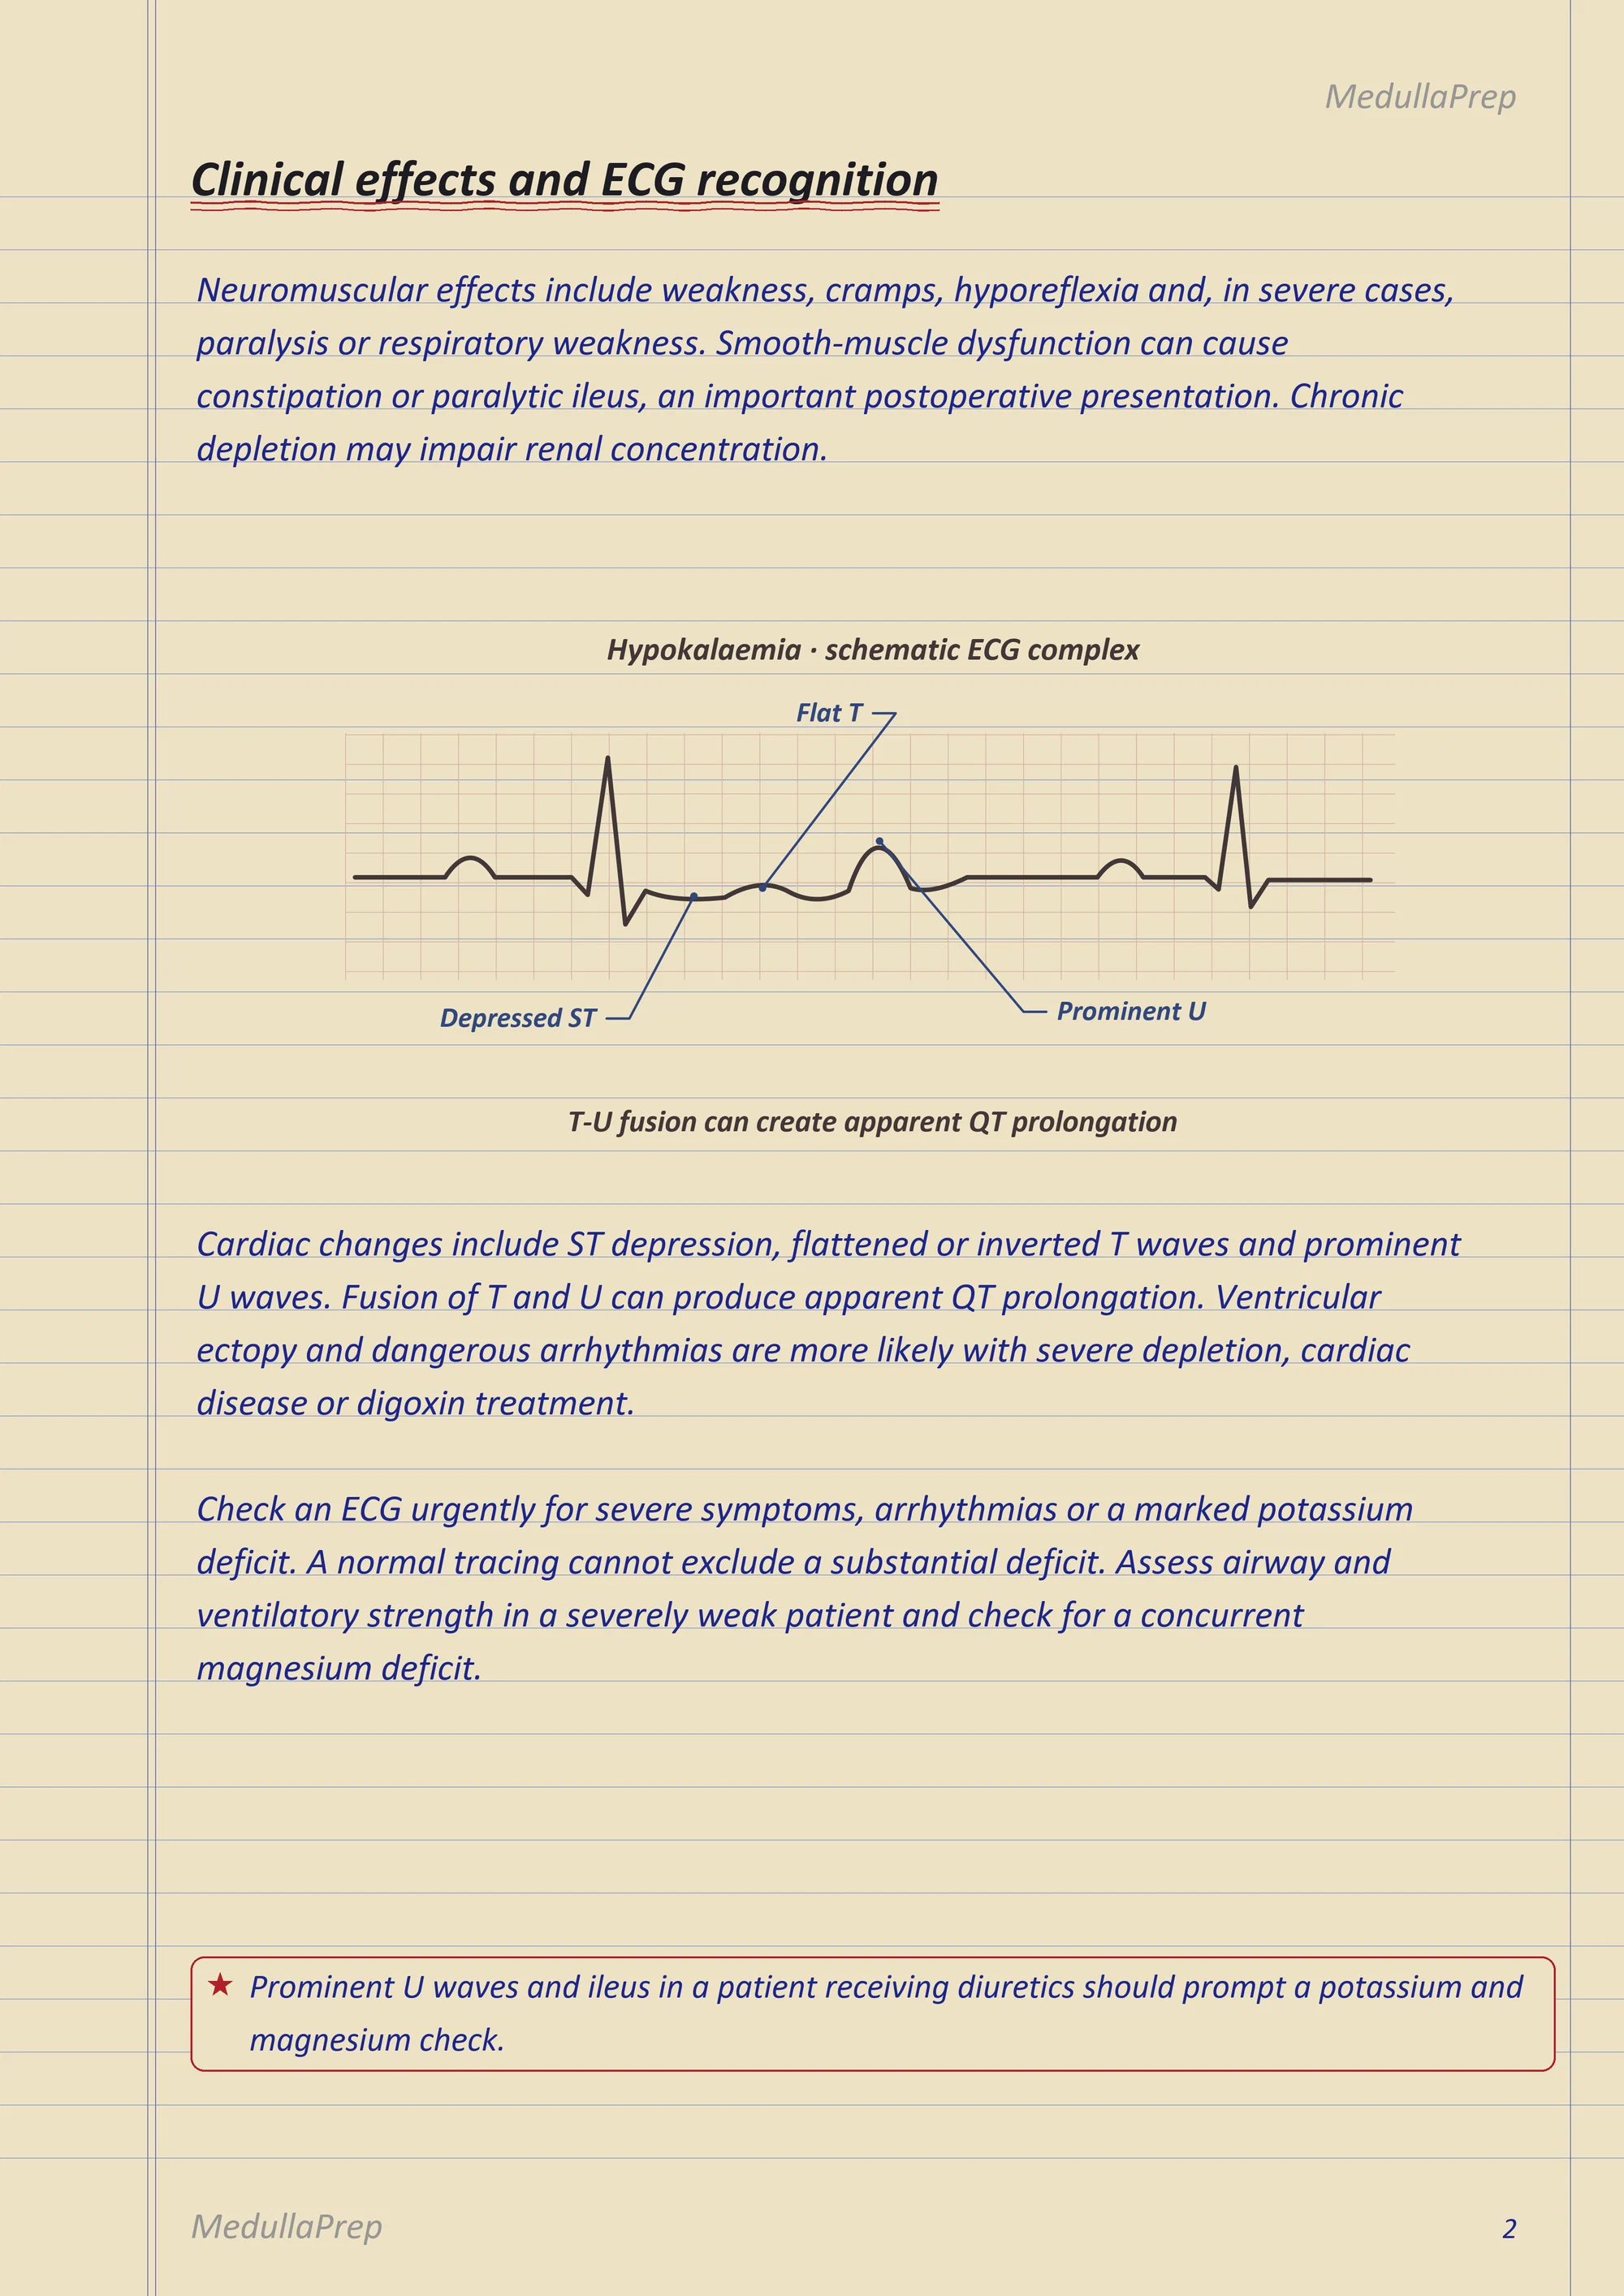 MedullaPrep
Clinical effects and ECG recognition
Neuromuscular effects include weakness, cramps, hyporeflexia and, in severe cases,
paralysis or respiratory weakness. Smooth-muscle dysfunction can cause
constipation or paralytic ileus, an important postoperative presentation. Chronic
depletion may impair renal concentration.
Hypokalaemia · schematic ECG complex
Flat T
Depressed ST
Prominent U
T-U fusion can create apparent QT prolongation
Cardiac changes include ST depression, flattened or inverted T waves and prominent
U waves. Fusion of T and U can produce apparent QT prolongation. Ventricular
ectopy and dangerous arrhythmias are more likely with severe depletion, cardiac
disease or digoxin treatment.
Check an ECG urgently for severe symptoms, arrhythmias or a marked potassium
deficit. A normal tracing cannot exclude a substantial deficit. Assess airway and
ventilatory strength in a severely weak patient and check for a concurrent
magnesium deficit.
★ Prominent U waves and ileus in a patient receiving diuretics should prompt a potassium and
magnesium check.
MedullaPrep
2